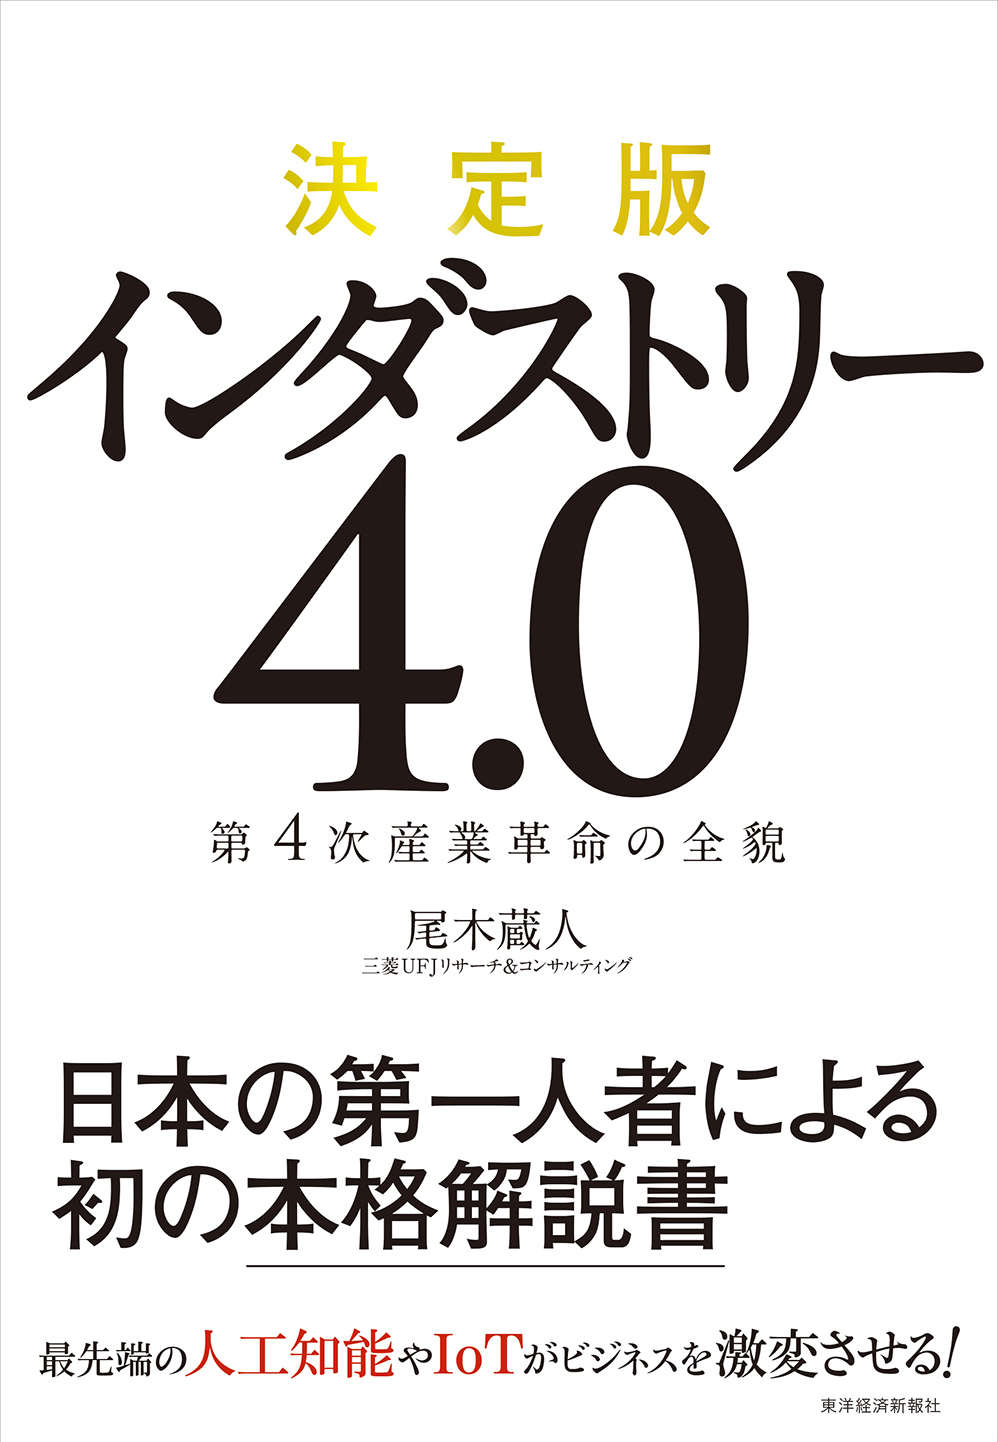 決定版
インダストリー
4.0
第4次産業革命の全貌
尾木蔵人
三菱UFJリサーチ&コンサルティング
日本の第一人者による
初の本格解説書
最先端の人工知能やIoTがビジネスを激変させる!
東洋経済新報社